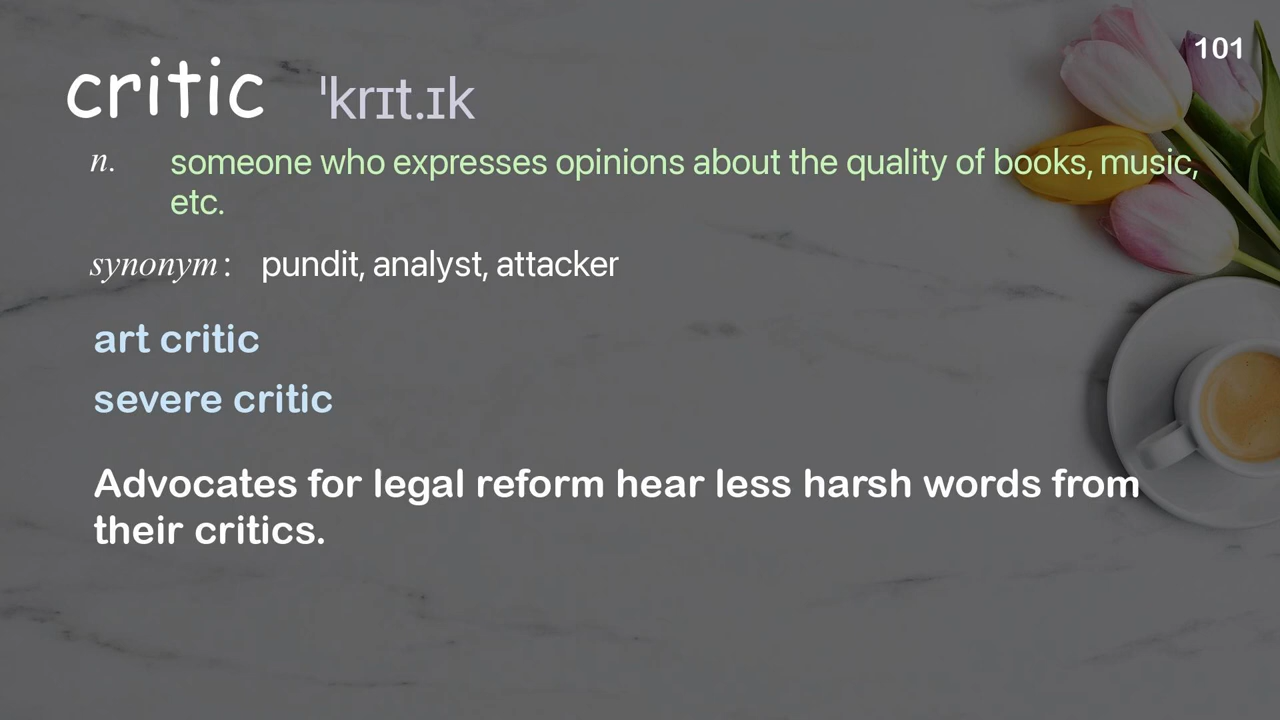 101
critic ˈkrɪt.ɪk
n. someone who expresses opinions about the quality of books, music,
etc.
synonym: pundit, analyst, attacker
art critic
severe critic
Advocates for legal reform hear less harsh words from
their critics.